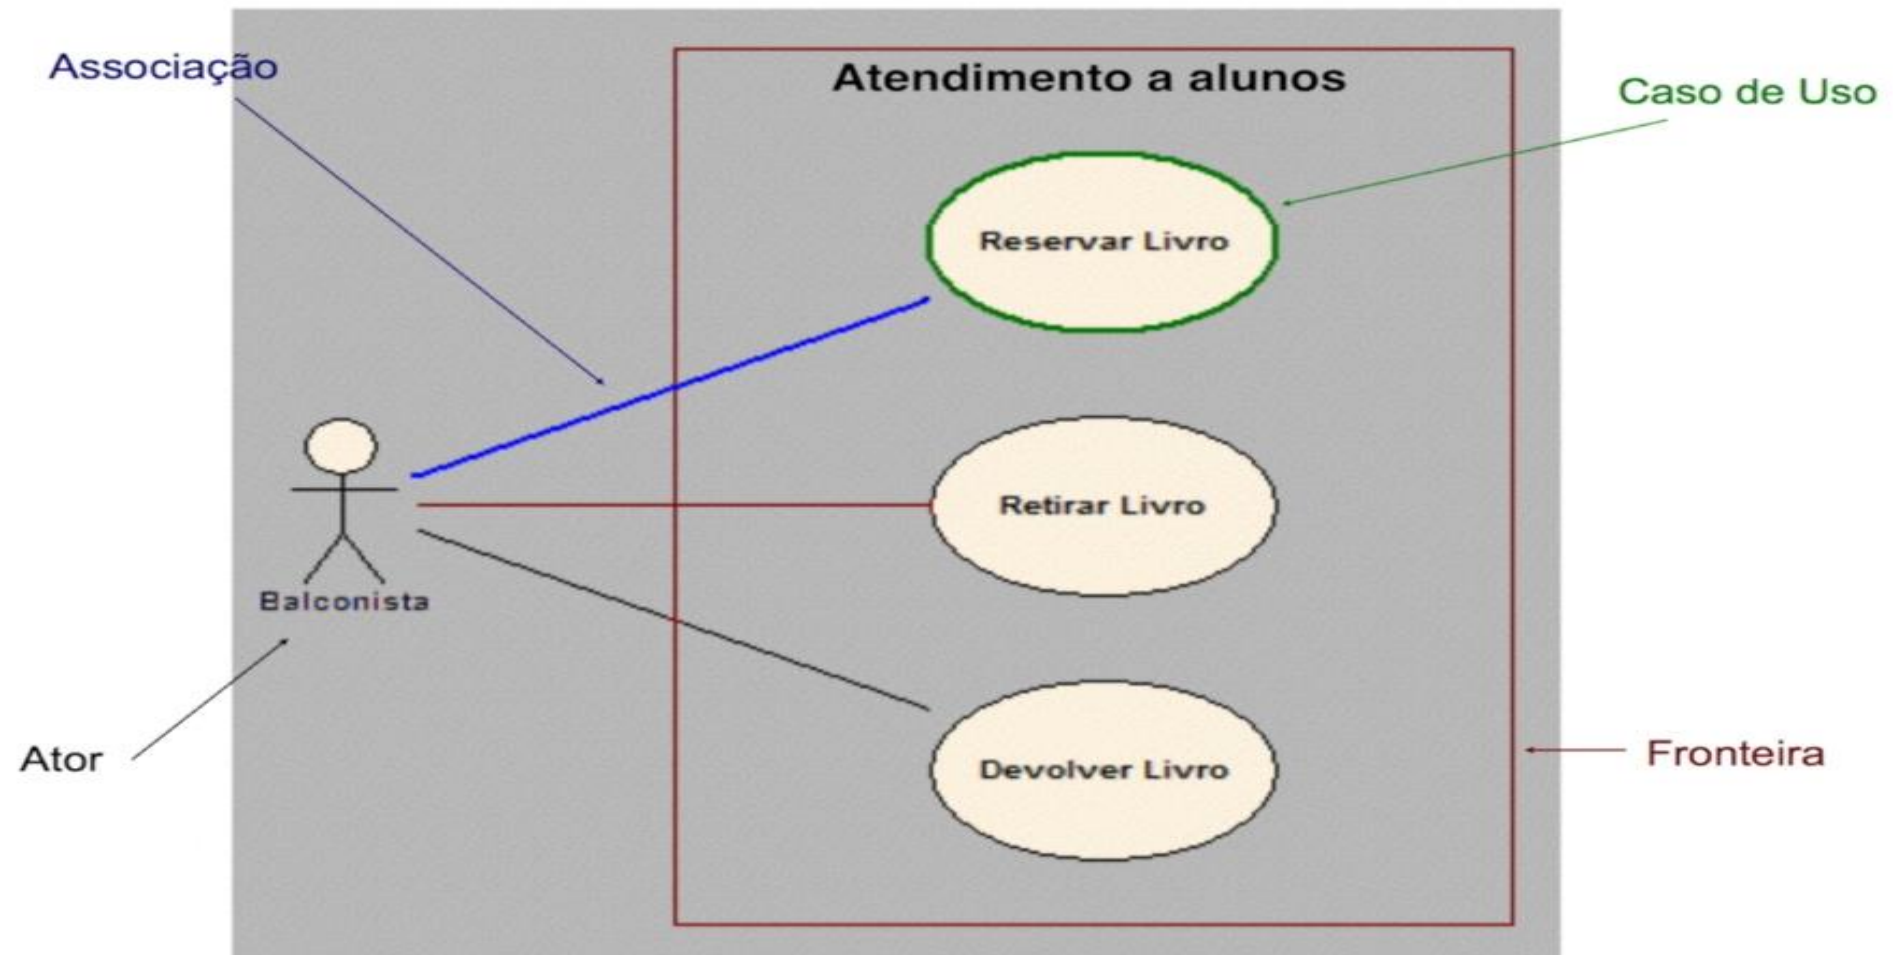 Associação
Atendimento a alunos
Caso de Uso
Reservar Livro
Retirar Livro
Balconista
Ator
Fronteira
Devolver Livro